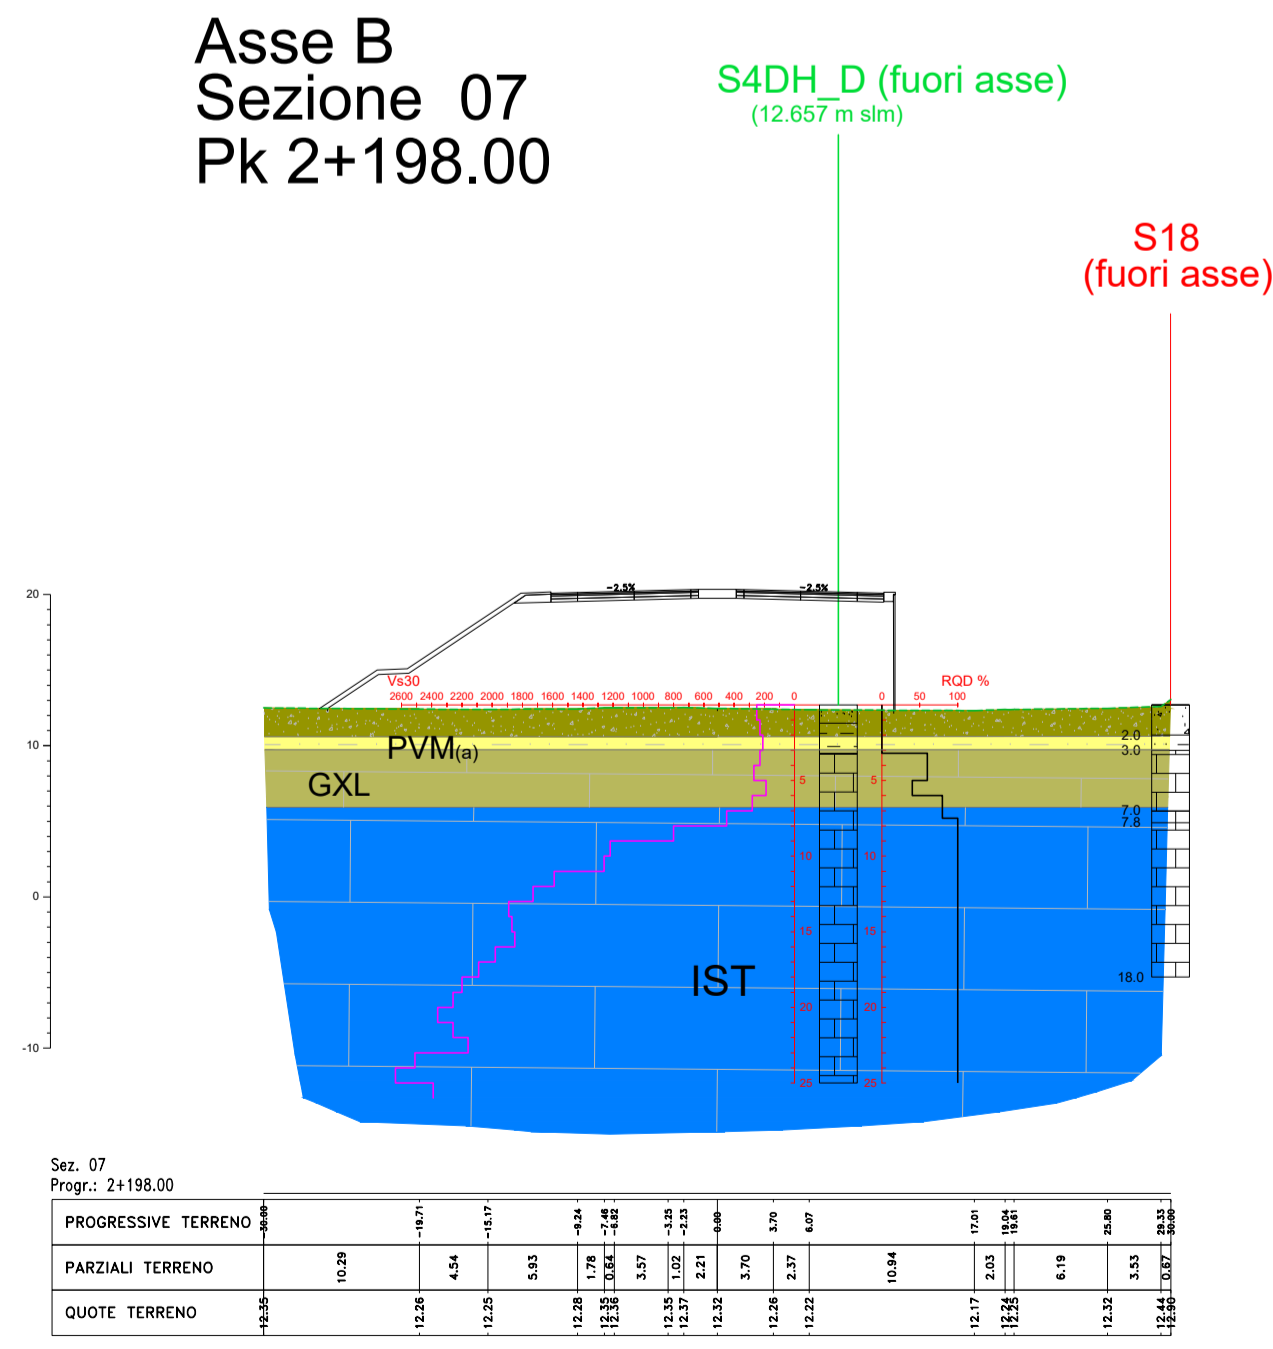 Asse B
Sezione 07
Pk 2+198.00
S4DH_D (fuori asse)
(12.657 m slm)
S18
(fuori asse)
20
10
0
-10
-2.5%
-2.5%
Vs30
2600 2400 2200 2000 1800 1600 1400 1200 1000 800 600 400 200 0
RQD %
0 50 100
PVM(a)
GXL
IST
5
10
15
20
25
5
10
15
20
25
2.0
3.0
7.0
7.8
18.0
Sez. 07
Progr.: 2+198.00
PROGRESSIVE TERRENO -30.00 -19.71 -15.17 -9.24 -7.46 -6.82 -3.25 -2.23 0.00 3.70 6.07 17.01 19.04 19.61 25.80 29.33 30.00
PARZIALI TERRENO 10.29 4.54 5.93 1.78 0.64 3.57 1.02 2.21 3.70 2.37 10.94 2.03 6.19 3.53 0.67
QUOTE TERRENO 12.35 12.26 12.25 12.28 12.35 12.36 12.35 12.37 12.32 12.26 12.22 12.17 12.24 12.25 12.32 12.44 12.90